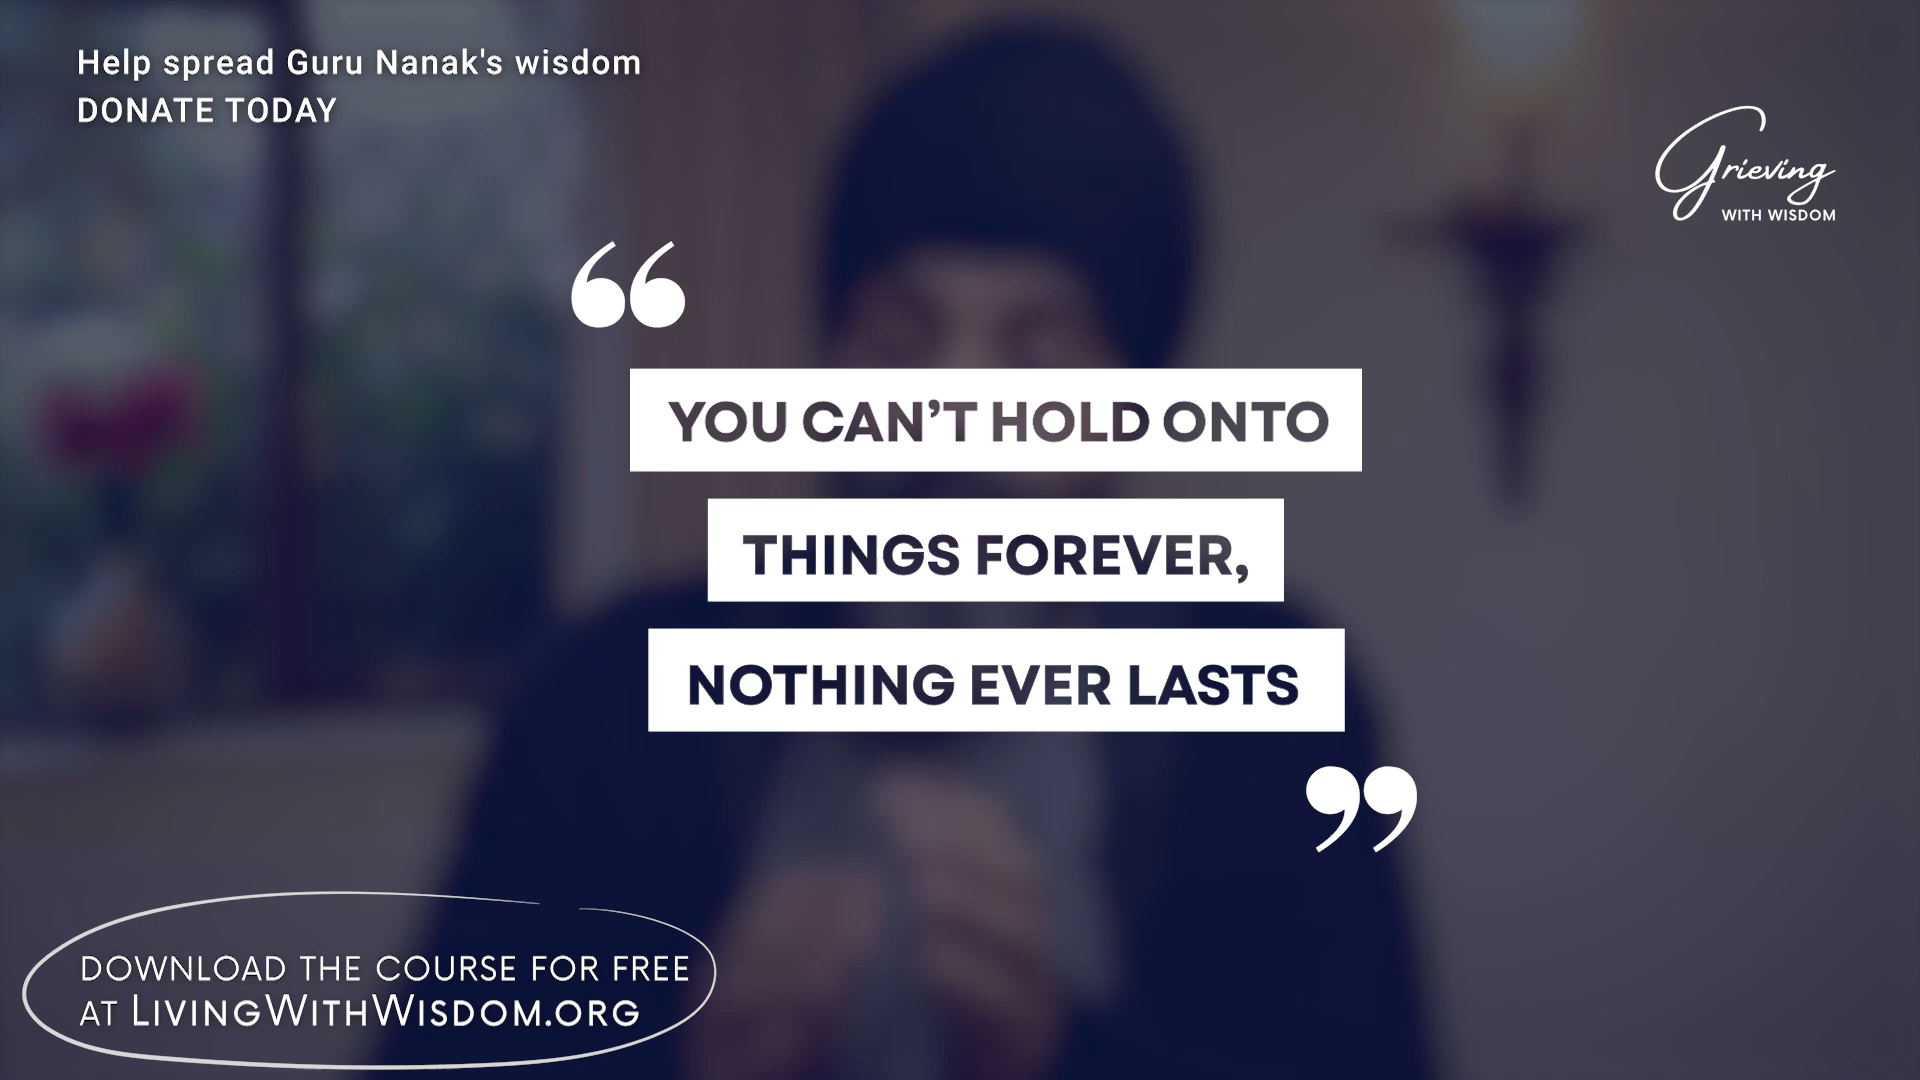 Help spread Guru Nanak's wisdom
DONATE TODAY
Grieving
WITH WISDOM
“
YOU CAN’T HOLD ONTO
THINGS FOREVER,
NOTHING EVER LASTS
”
DOWNLOAD THE COURSE FOR FREE
AT LIVINGWITHWISDOM.ORG